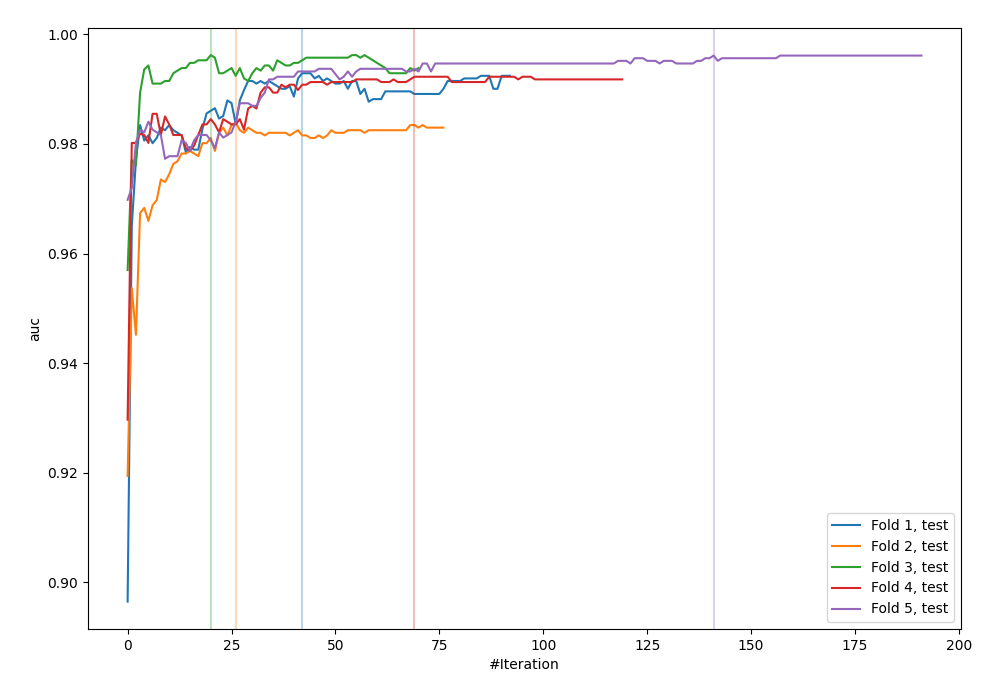 1.00
0.98
0.96
0.94
0.92
0.90
auc
0
25
50
75
100
125
150
175
200
#Iteration
Fold 1, test
Fold 2, test
Fold 3, test
Fold 4, test
Fold 5, test